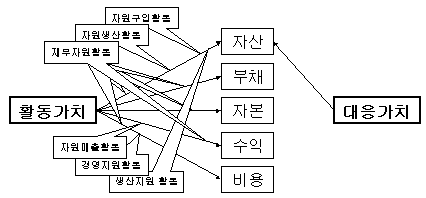 자원구입활동
자원생산활동
재무자원활동
자산
부채
활동가치
자본
대응가치
자원매출활동
수익
경영지원활동
생산지원 활동
비용